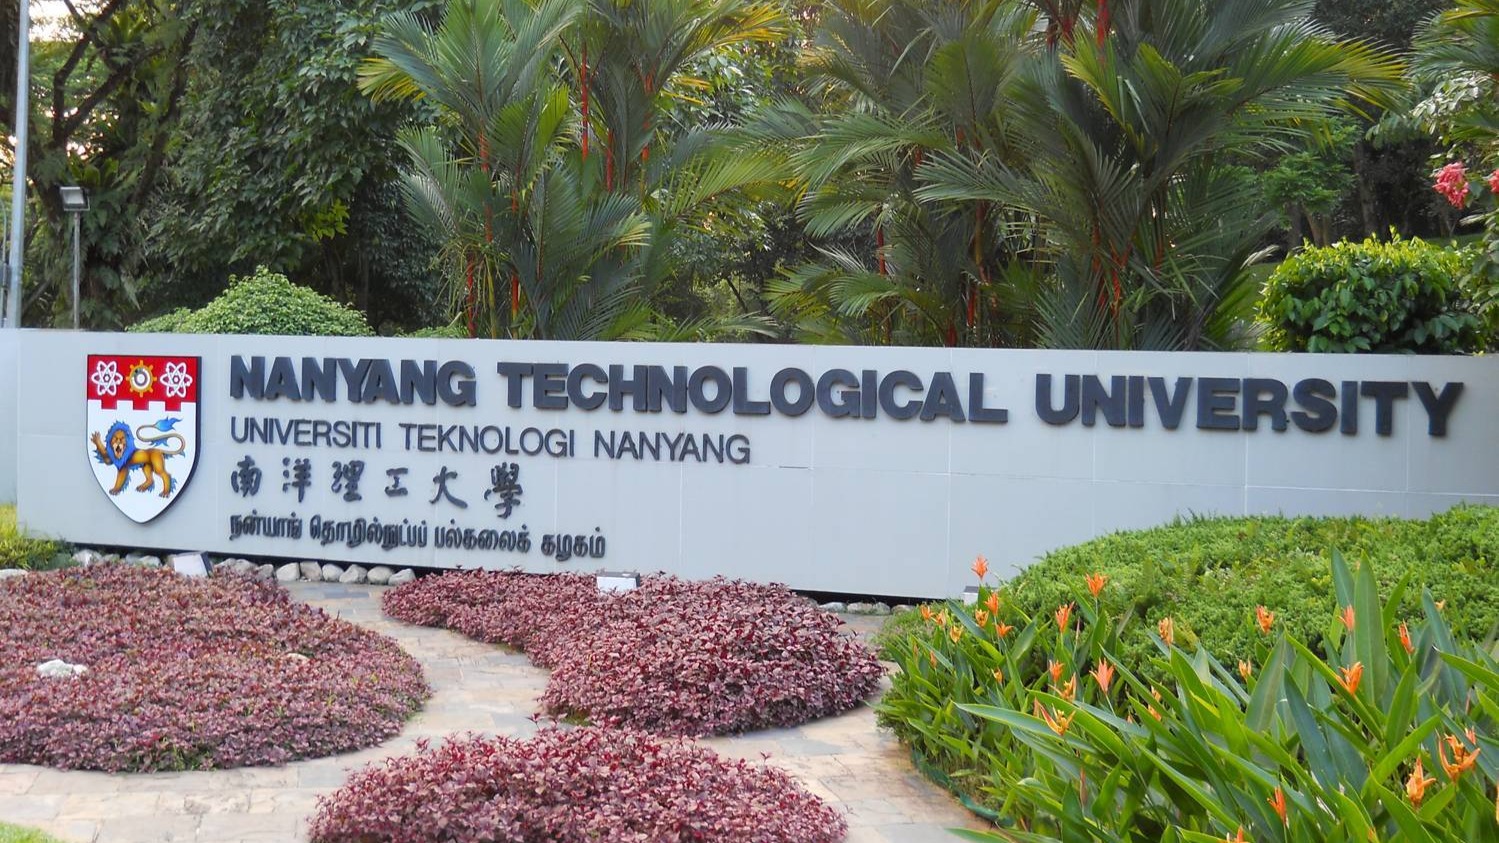 NANYANG TECHNOLOGICAL UNIVERSITY
UNIVERSITI TEKNOLOGI NANYANG
南洋理工大學
நன்யாங் தொழில்நுட்பப் பல்கலைக் கழகம்